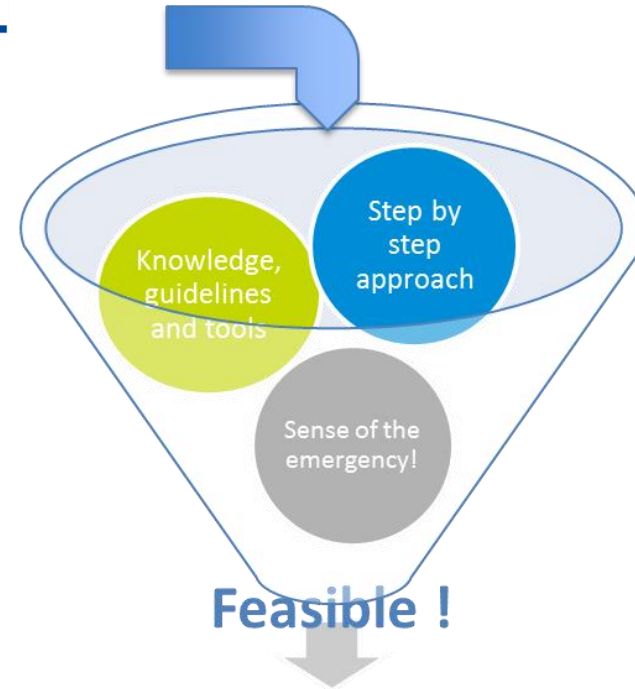 Step by
step
approach
Knowledge,
guidelines
and tools
Sense of the
emergency!
Feasible !